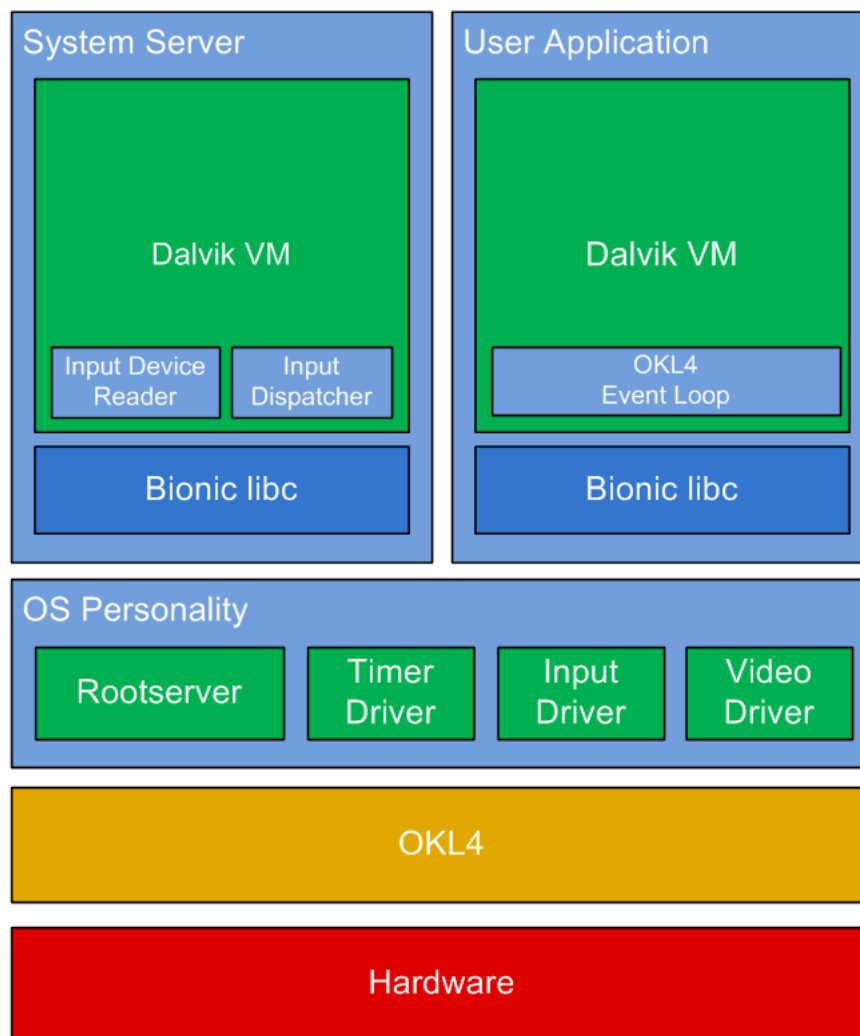 System Server
Dalvik VM
Input Device
Reader
Input
Dispatcher
Bionic libc
User Application
Dalvik VM
OKL4
Event Loop
Bionic libc
OS Personality
Rootserver
Timer
Driver
Input
Driver
Video
Driver
OKL4
Hardware